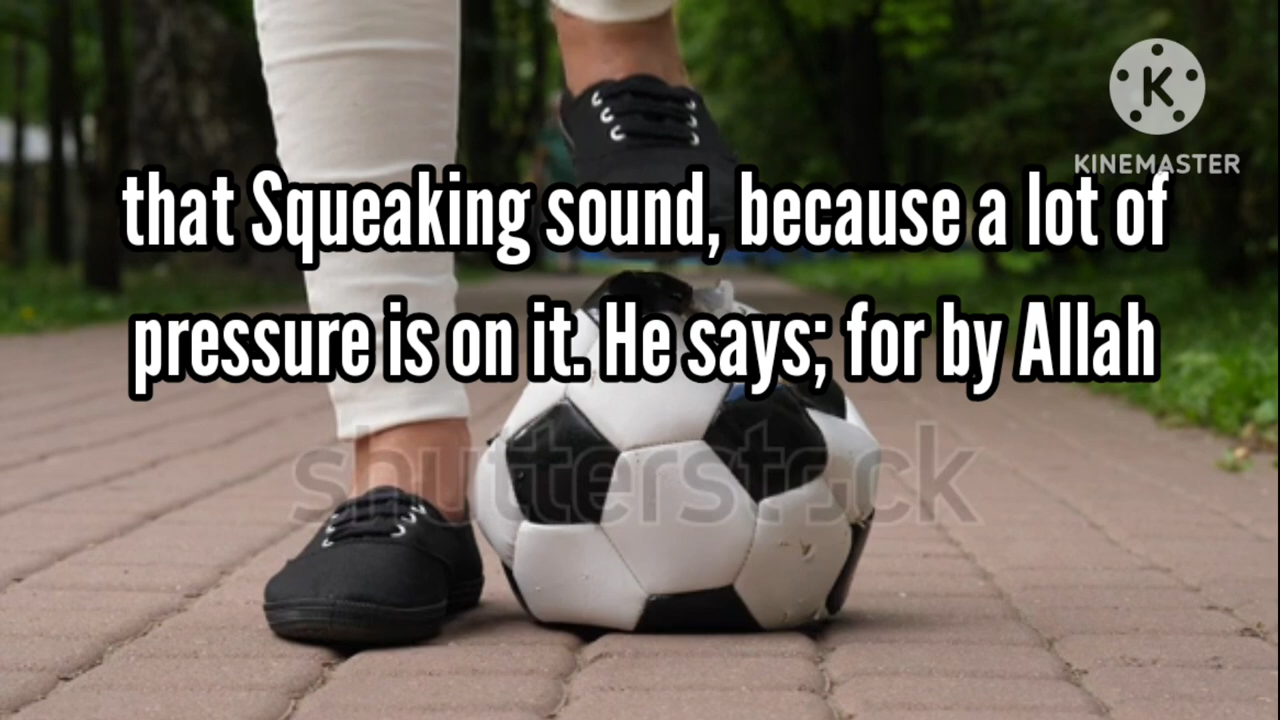 K
KINEMASTER
that Squeaking sound, because a lot of
pressure is on it. He says; for by Allah
shutterstock